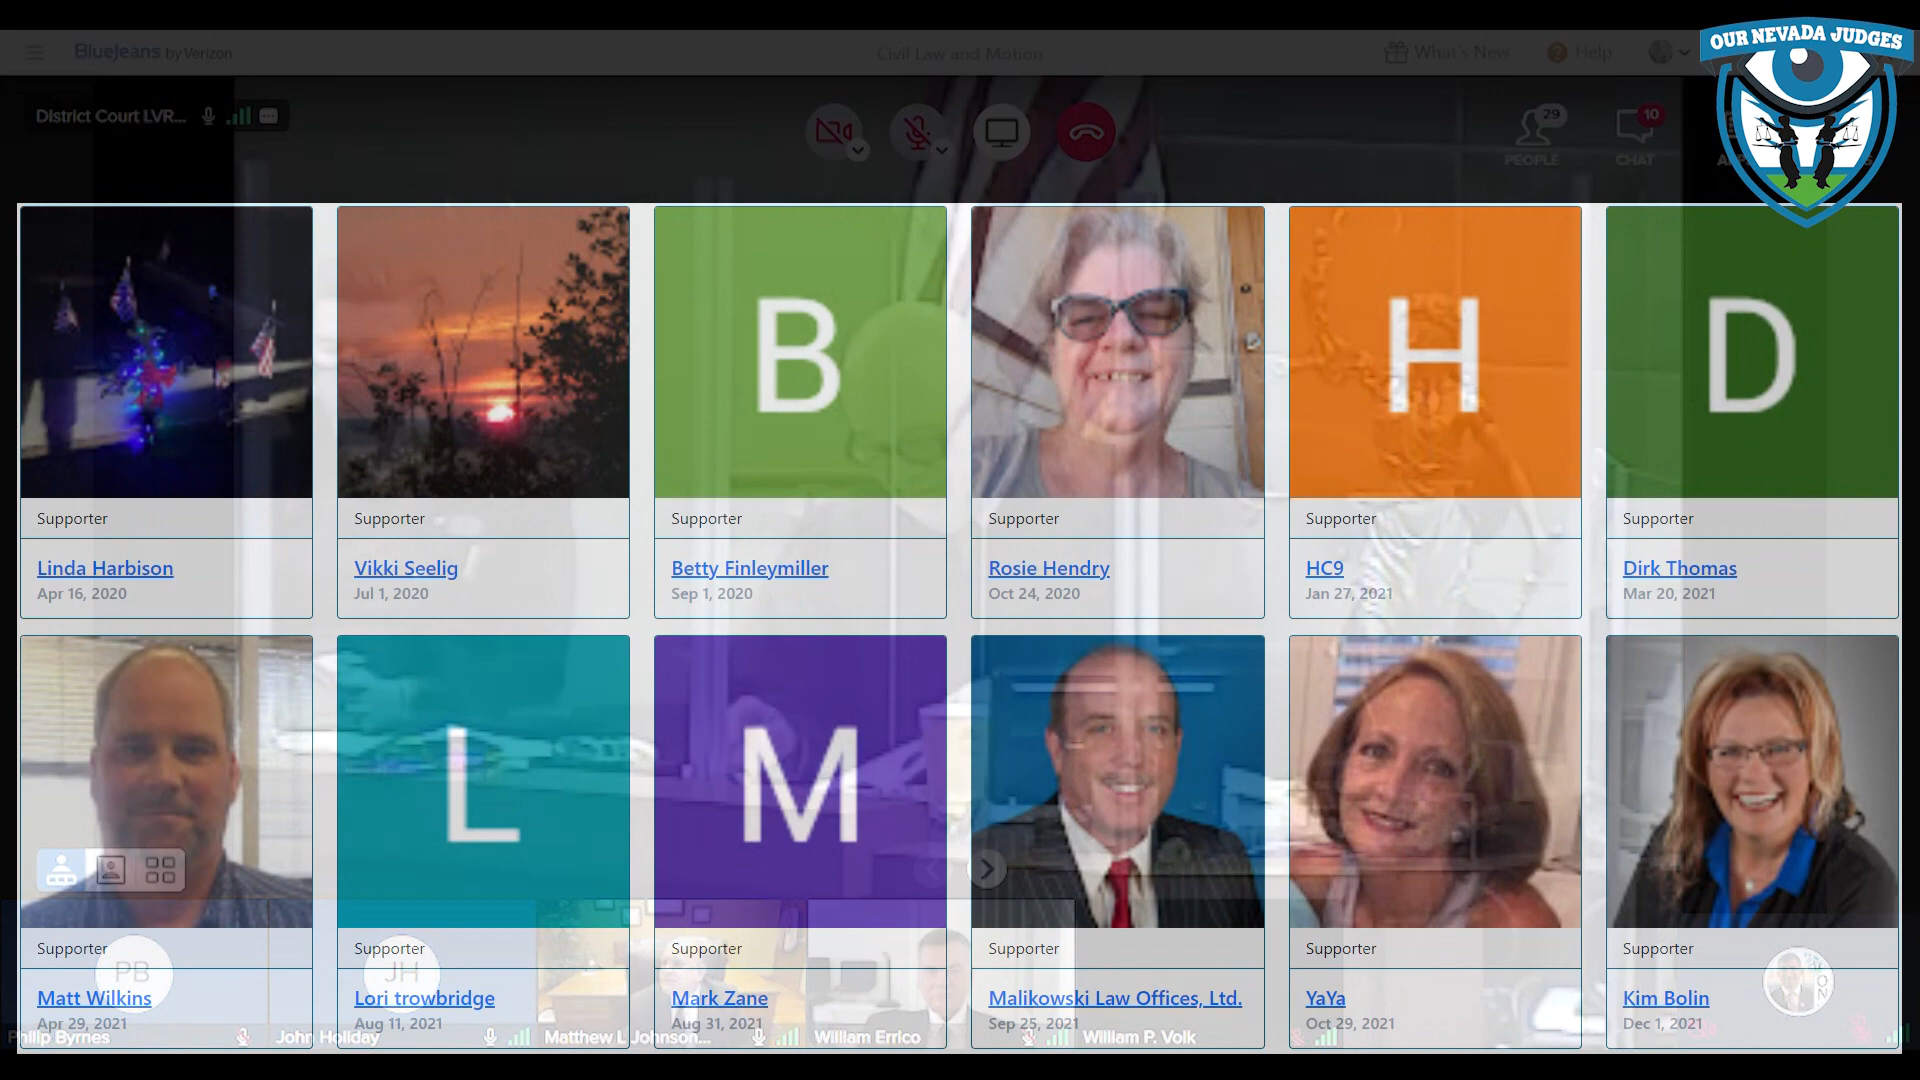 OUR NEVADA JUDGES
BlueJeans by Verizon
Civil Law and Motion
What's New
Help
District Court LVR...
29
PEOPLE
10
CHAT
B
H
D
Supporter
Supporter
Supporter
Supporter
Supporter
Supporter
Linda Harbison
Vikki Seelig
Betty Finleymiller
Rosie Hendry
HC9
Dirk Thomas
Apr 16, 2020
Jul 1, 2020
Sep 1, 2020
Oct 24, 2020
Jan 27, 2021
Mar 20, 2021
L
M
Supporter
Supporter
Supporter
Supporter
Supporter
Supporter
PB
JH
Matt Wilkins
Lori trowbridge
Mark Zane
Malikowski Law Offices, Ltd.
YaYa
Kim Bolin
Apr 29, 2021
Aug 11, 2021
Aug 31, 2021
Sep 25, 2021
Oct 29, 2021
Dec 1, 2021
Philip Byrnes
John Holiday
Matthew L Johnson...
William Errico
William P. Volk